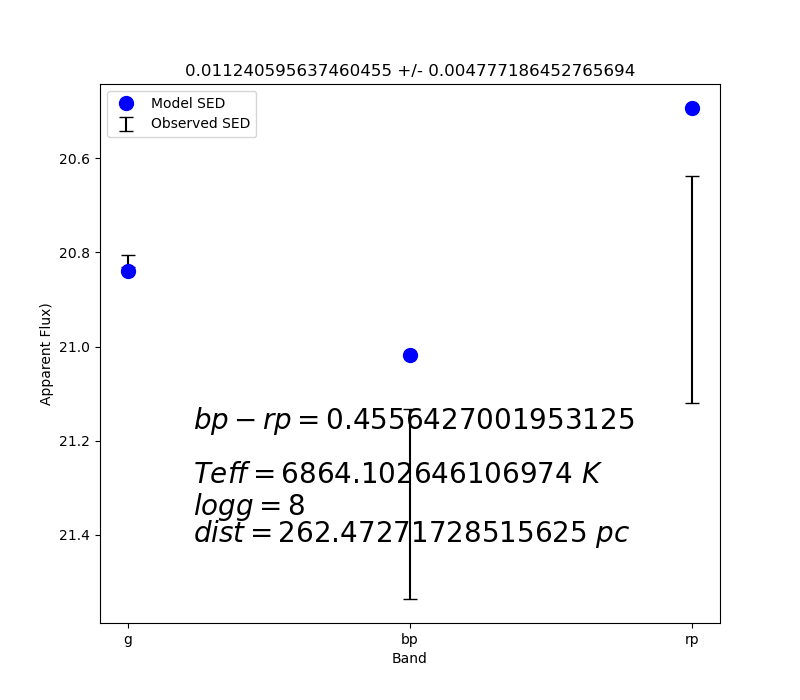 0.011240595637460455 +/- 0.004777186452765694
Model SED
Observed SED
20.6
20.8
21.0
21.2
21.4
Apparent Flux)
bp − rp = 0.4556427001953125
Teff = 6864.102646106974 K
logg = 8
dist = 262.47271728515625 pc
g bp rp
Band